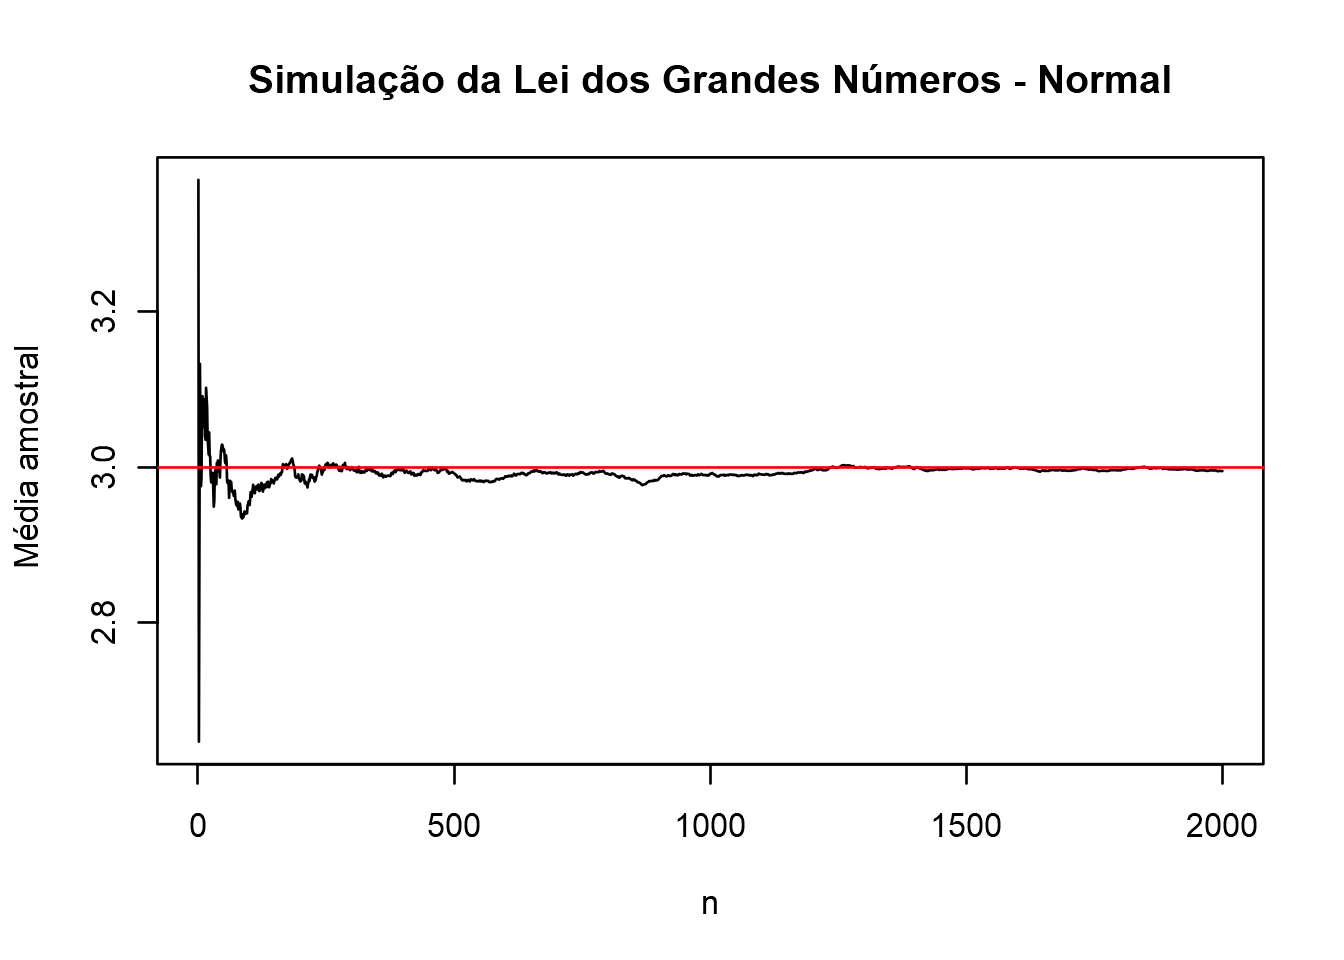 Simulação da Lei dos Grandes Números - Normal
Média amostral
3.2
3.0
2.8
0 500 1000 1500 2000
n